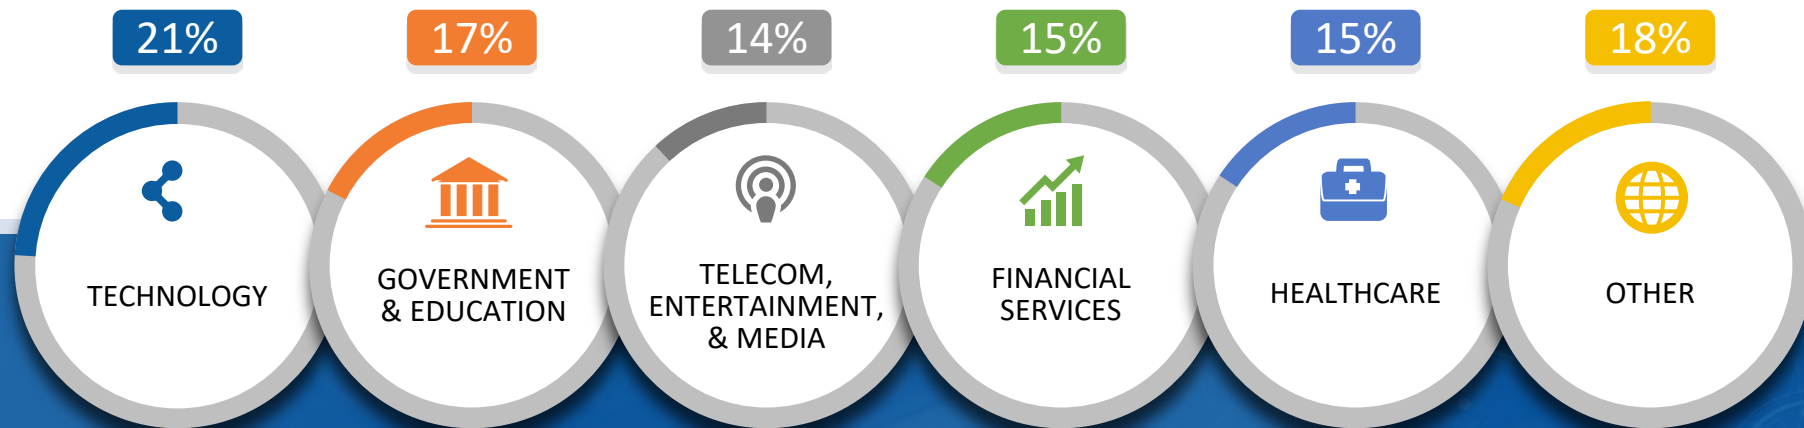 21%
17%
14%
15%
15%
18%
TECHNOLOGY
GOVERNMENT
& EDUCATION
TELECOM,
ENTERTAINMENT,
& MEDIA
FINANCIAL
SERVICES
HEALTHCARE
OTHER